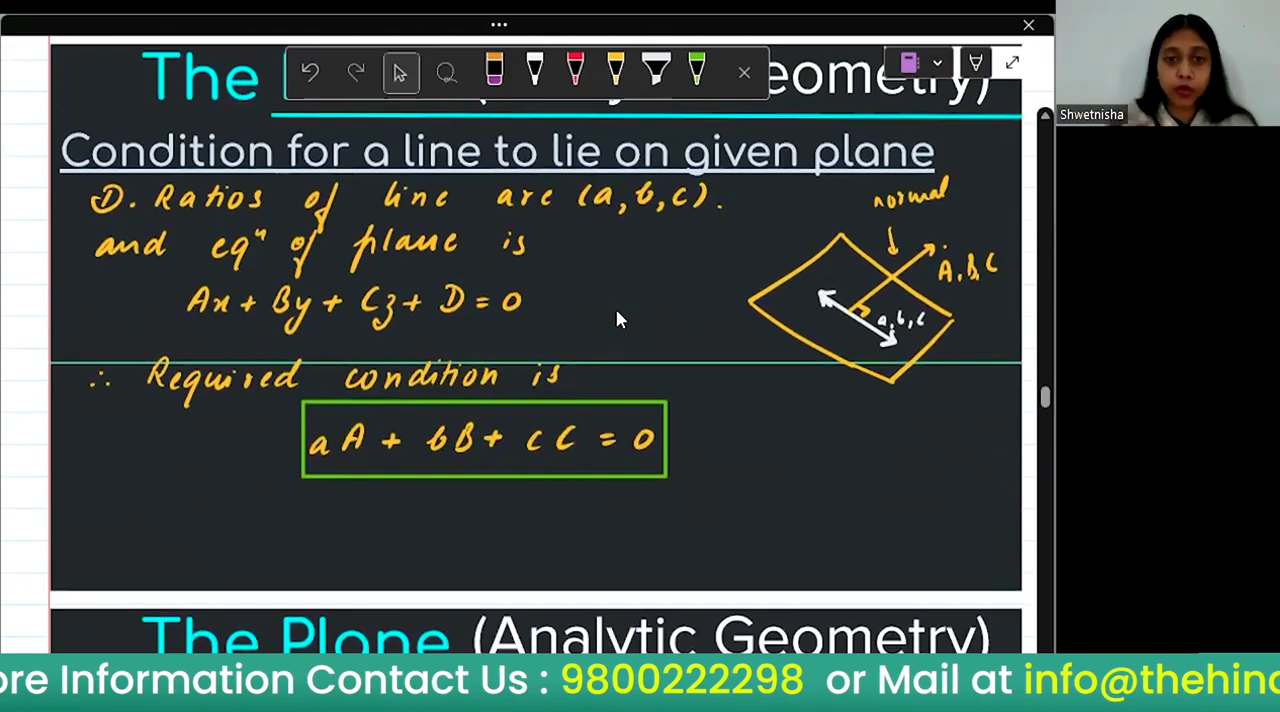 The
eometry)
Shwetnisha
Condition for a line to lie on given plane
D. Ratios of line are (a, b, c).
and eqⁿ of plane is
Ax + By + Cz + D = 0
normal
A, B, C
a, b, c
∴ Required condition is
aA + bB + cC = 0
The Plane (Analytic Geometry)
ore Information Contact Us : 9800222298 or Mail at info@thehind